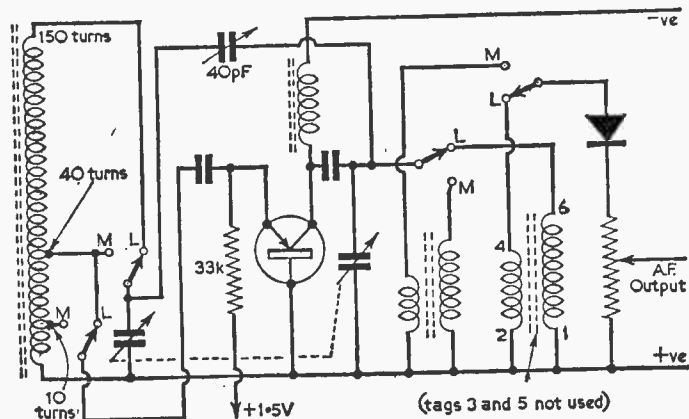 150 turns
40pF
-ve
M
L
L
M
6
40 turns
M
L
L
M
33k
4
A.F.
Output
2
1
10
turns
+1·5V
+ve
(tags 3 and 5 not used)